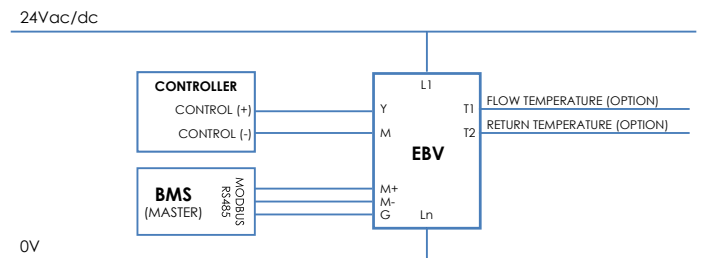 24Vac/dc
CONTROLLER
CONTROL (+)
CONTROL (-)
L1
Y
M
T1
T2
EBV
FLOW TEMPERATURE (OPTION)
RETURN TEMPERATURE (OPTION)
BMS
(MASTER)
MODBUS
RS485
M+
M-
G
Ln
0V